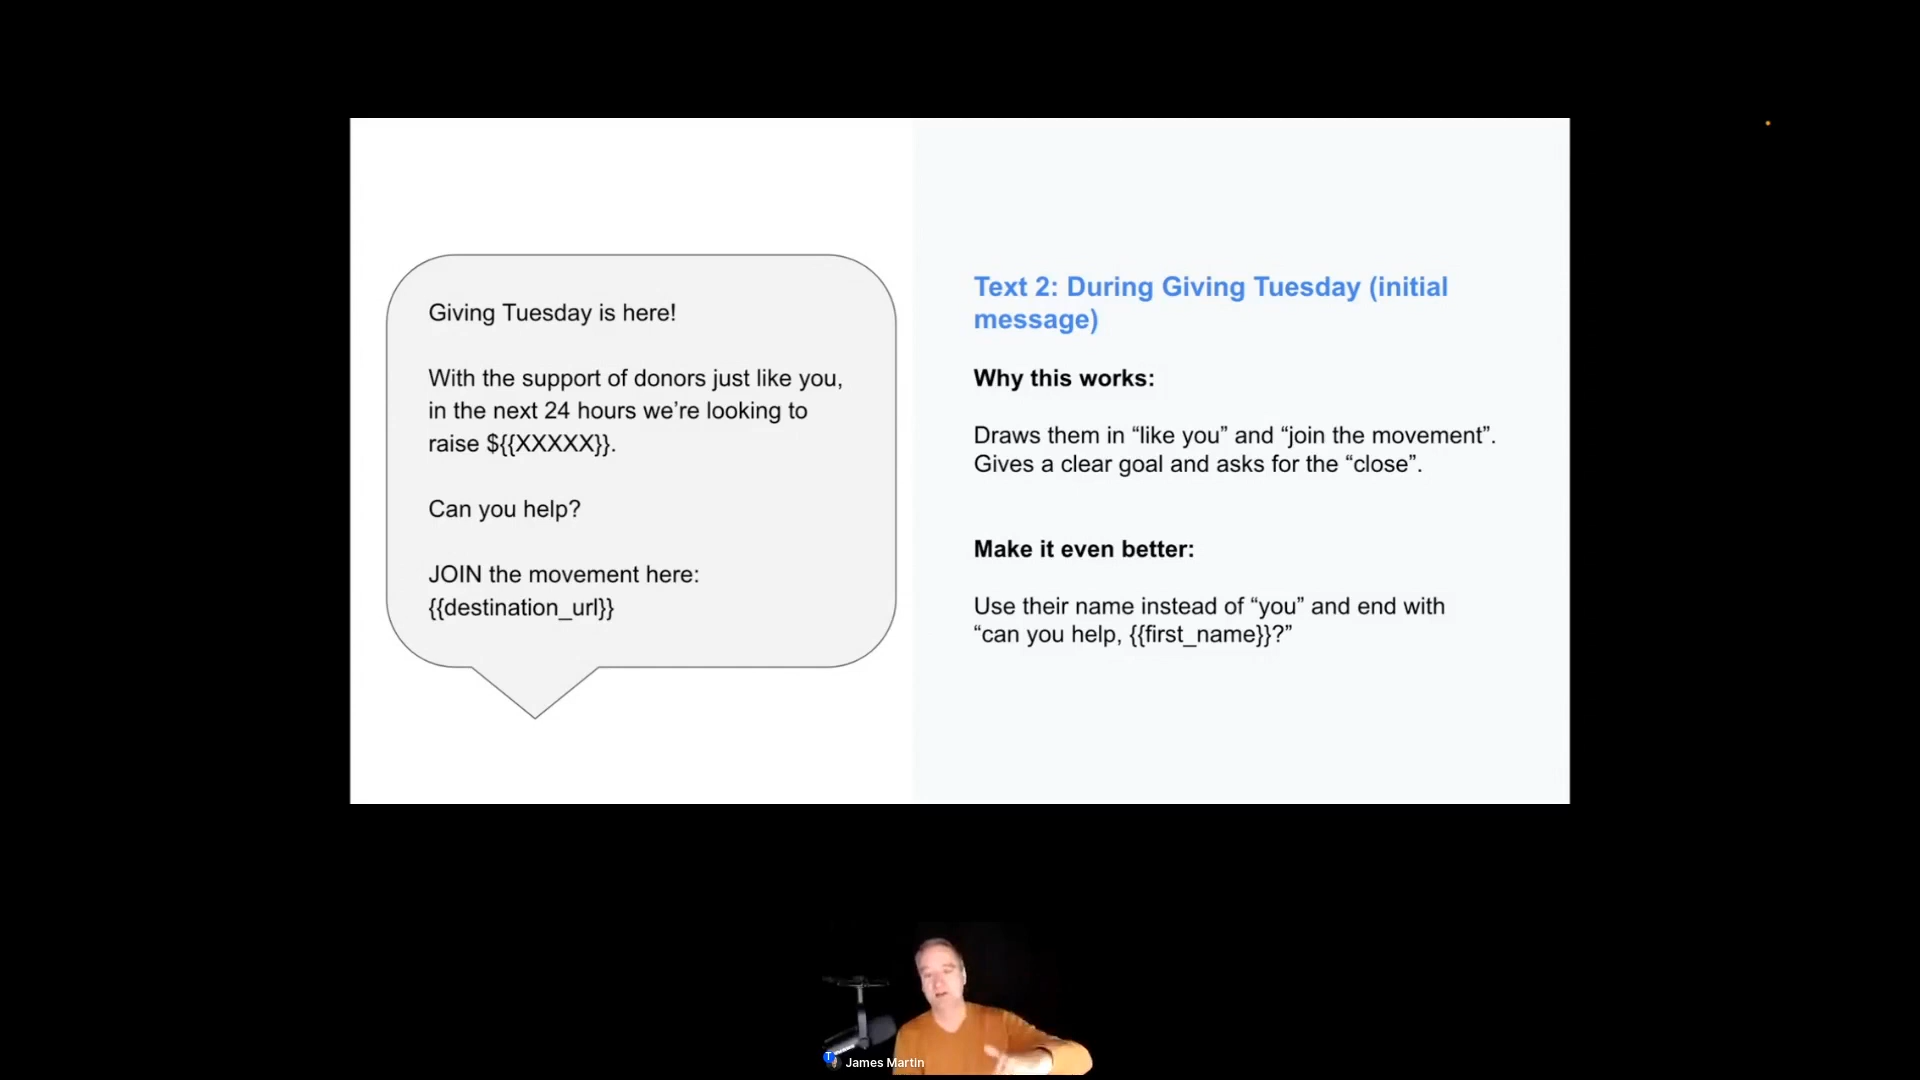 Giving Tuesday is here!
With the support of donors just like you,
in the next 24 hours we’re looking to
raise ${{XXXXX}}.
Can you help?
JOIN the movement here:
{{destination_url}}
Text 2: During Giving Tuesday (initial
message)
Why this works:
Draws them in “like you” and “join the movement”.
Gives a clear goal and asks for the “close”.
Make it even better:
Use their name instead of “you” and end with
“can you help, {{first_name}}?”
T
James Martin